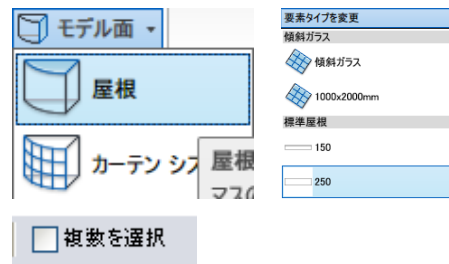 モデル面
屋根
カーテン シス
屋根
マスの
複数を選択
要素タイプを変更
傾斜ガラス
傾斜ガラス
1000x2000mm
標準屋根
150
250